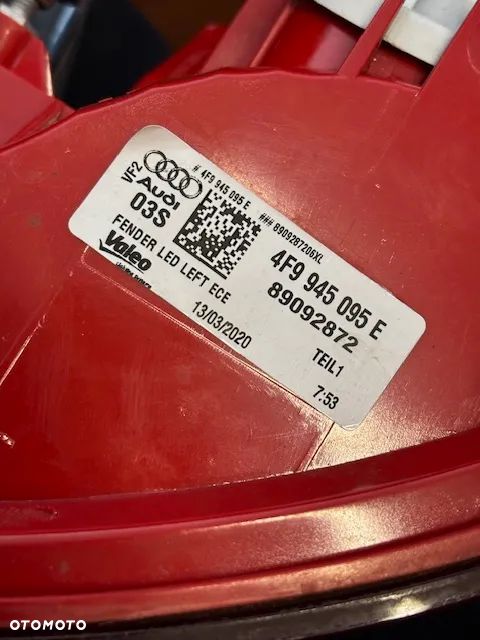 # 4F9 945 095 E
### 8909287206XL
VF2
Audi
03S
4F9 945 095 E
89092872
FENDER LED LEFT ECE
Valeo
13/03/2020
TEIL1
7:53
OTOMOTO